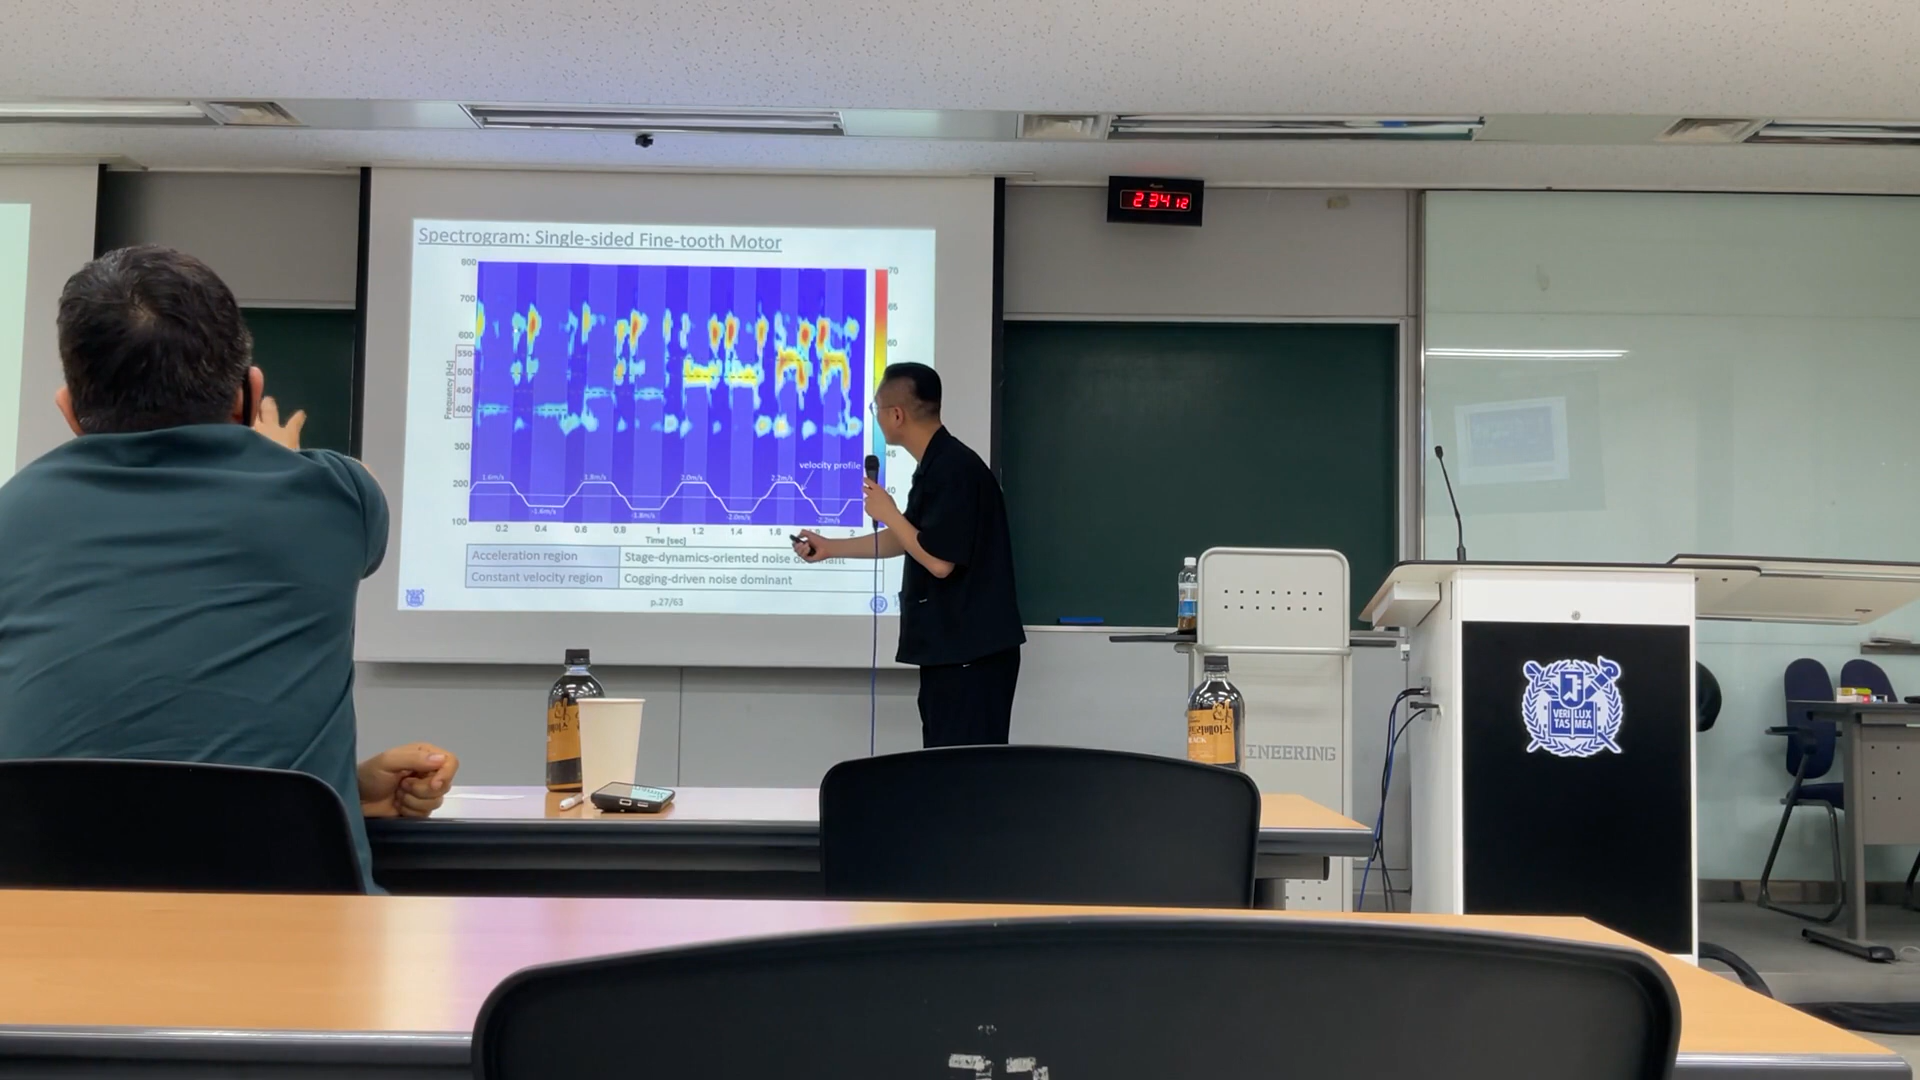 2 34 12
Spectrogram: Single-sided Fine-tooth Motor
800
700
600
550
500
450
400
300
200
100
Frequency [Hz]
70
65
60
45
40
velocity profile
1.6m/s
1.8m/s
2.0m/s
2.2m/s
-1.6m/s
-1.8m/s
-2.0m/s
-2.2m/s
0.2 0.4 0.6 0.8 1 1.2 1.4 1.6 2
Time [sec]
Acceleration region Stage-dynamics-oriented noise
Constant velocity region Cogging-driven noise dominant
p.27/63
INEERING
VERI LUX
TAS MEA